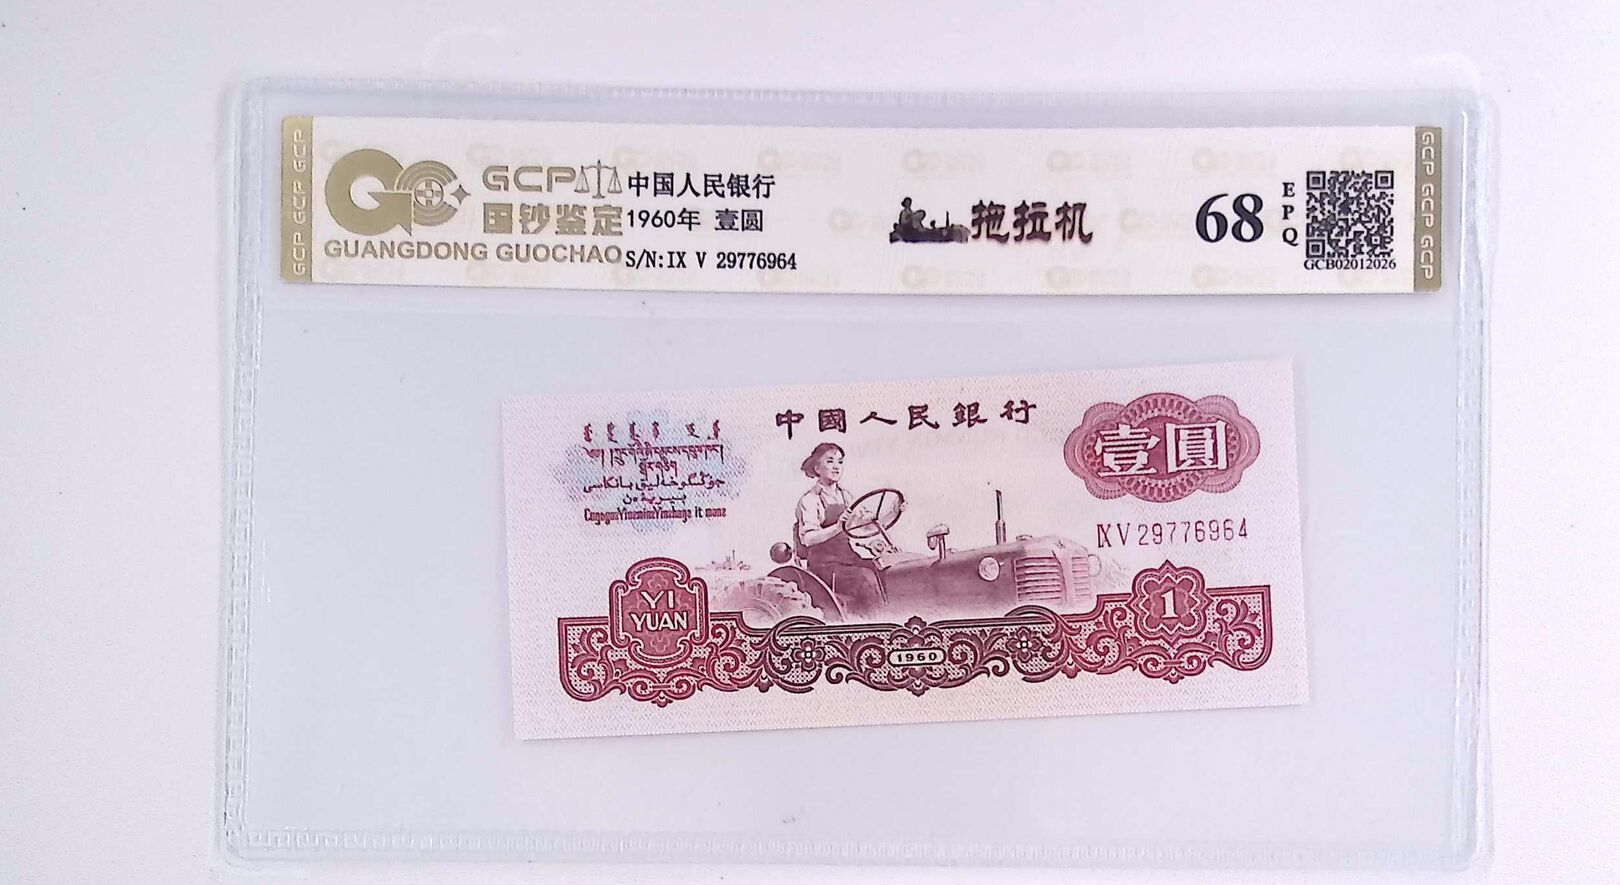 GCP
中国人民银行
国钞鉴定
1960年 壹圆
GUANGDONG GUOCHAO
S/N:IX V 29776964
拖拉机
68
EPQ
GCB02012026
GCP GCP GCP
GCP GCP GCP
中國人民銀行
壹圓
IX V 29776964
YI
YUAN
1
1960